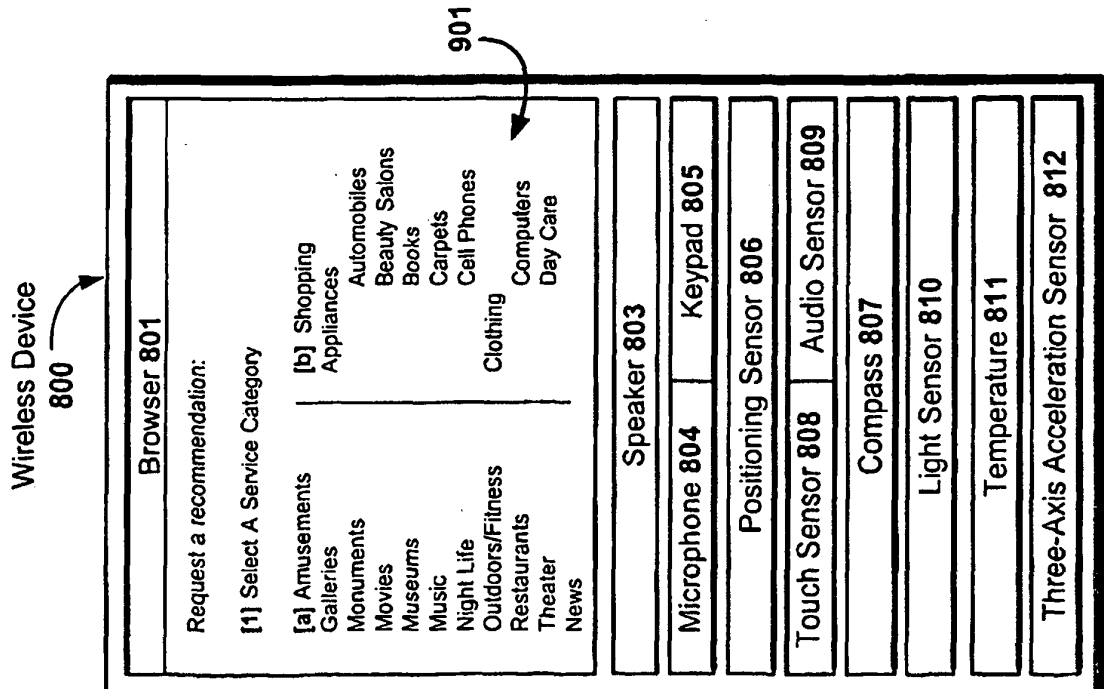 Wireless Device
800
901
Browser 801
Request a recommendation:
[1] Select A Service Category
[a] Amusements
Galleries
Monuments
Movies
Museums
Music
Night Life
Outdoors/Fitness
Restaurants
Theater
News
[b] Shopping
Appliances
Automobiles
Beauty Salons
Books
Carpets
Cell Phones
Clothing
Computers
Day Care
Speaker 803
Microphone 804
Keypad 805
Positioning Sensor 806
Touch Sensor 808
Audio Sensor 809
Compass 807
Light Sensor 810
Temperature 811
Three-Axis Acceleration Sensor 812